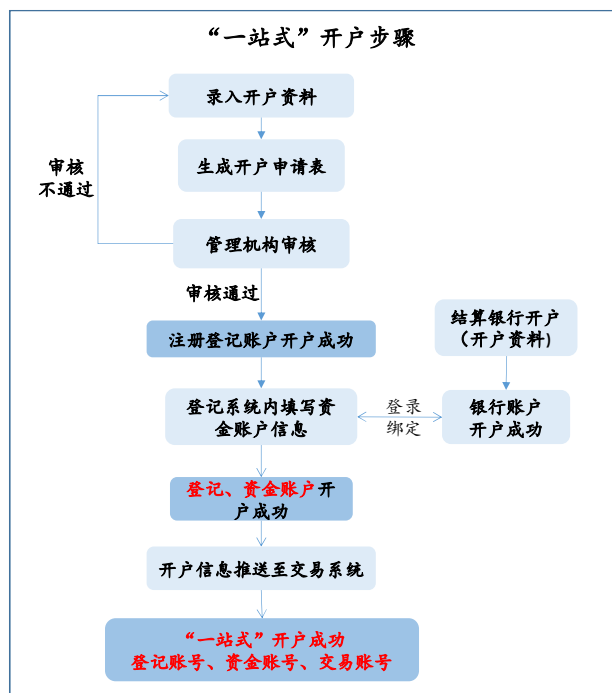 “一站式”开户步骤
录入开户资料
生成开户申请表
审核
不通过
管理机构审核
审核通过
注册登记账户开户成功
结算银行开户
（开户资料)
登记系统内填写资
金账户信息
登录
绑定
银行账户
开户成功
登记、资金账户开
户成功
开户信息推送至交易系统
“一站式”开户成功
登记账号、资金账号、交易账号